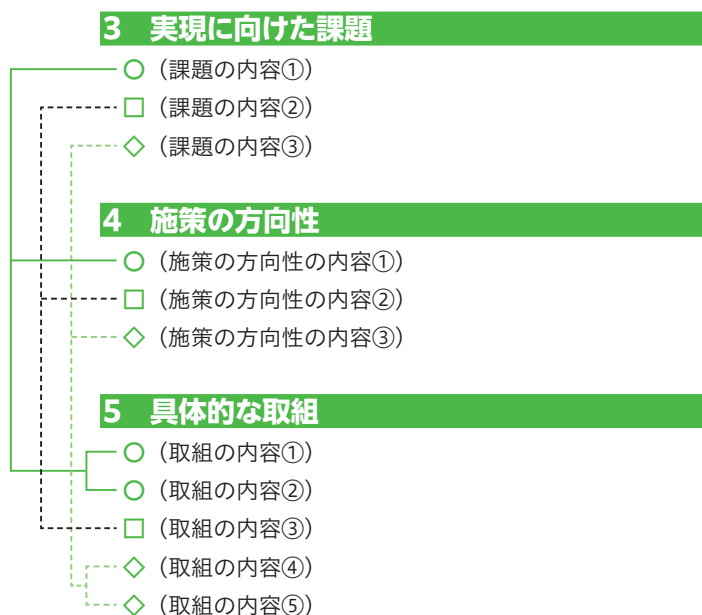 3 実現に向けた課題
○（課題の内容①）
□（課題の内容②）
◇（課題の内容③）
4 施策の方向性
○（施策の方向性の内容①）
□（施策の方向性の内容②）
◇（施策の方向性の内容③）
5 具体的な取組
○（取組の内容①）
○（取組の内容②）
□（取組の内容③）
◇（取組の内容④）
◇（取組の内容⑤）